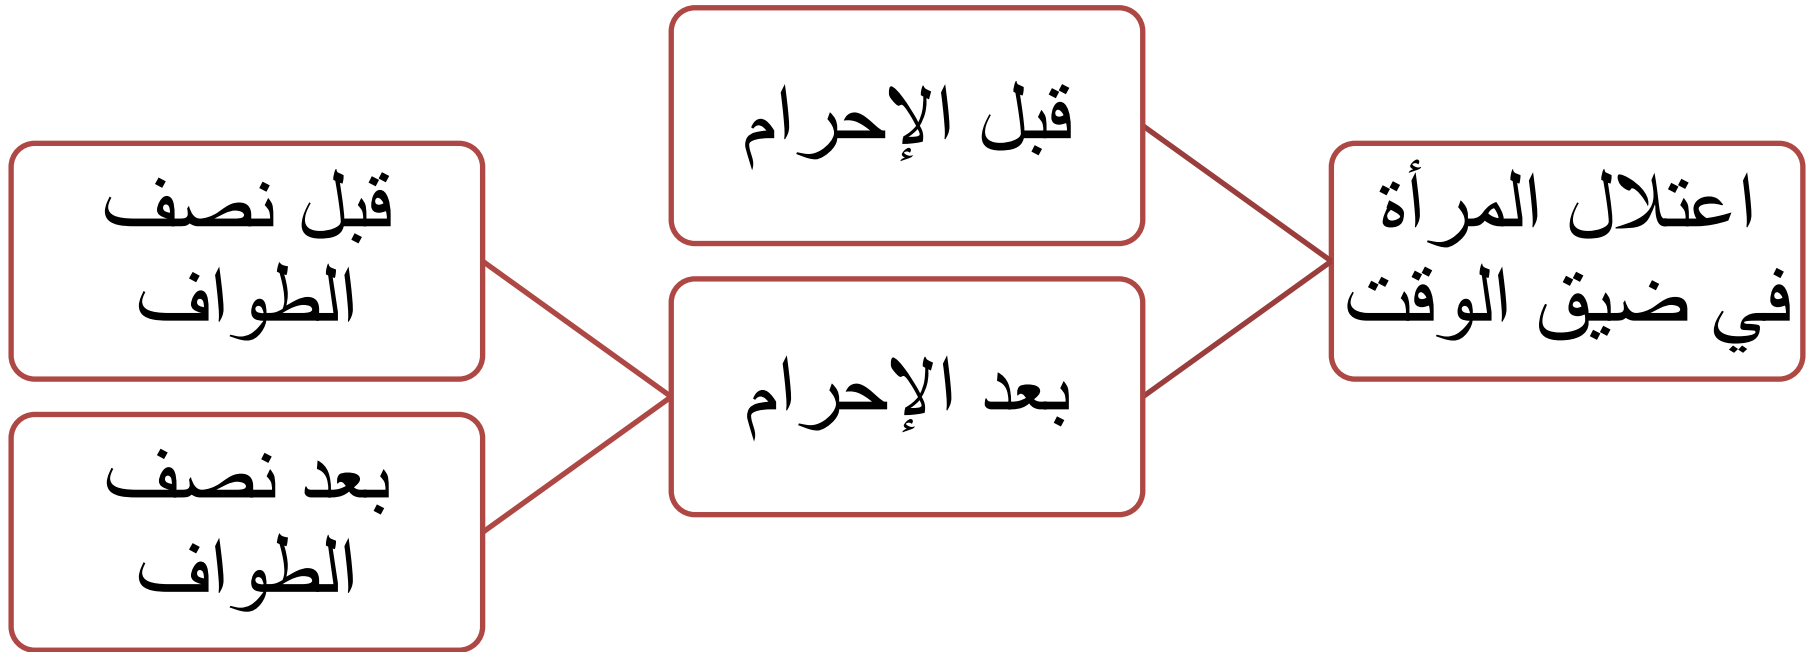 اعتلال المرأة
في ضيق الوقت
قبل الإحرام
بعد الإحرام
قبل نصف
الطواف
بعد نصف
الطواف